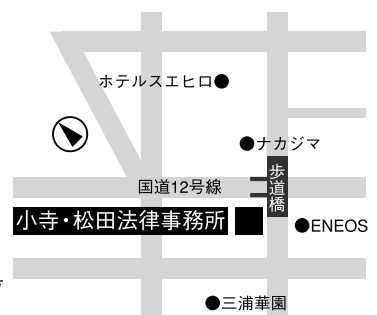 ホテルスエヒロ●
●ナカジマ
歩道橋
国道12号線
小寺・松田法律事務所
●ENEOS
●三浦華園